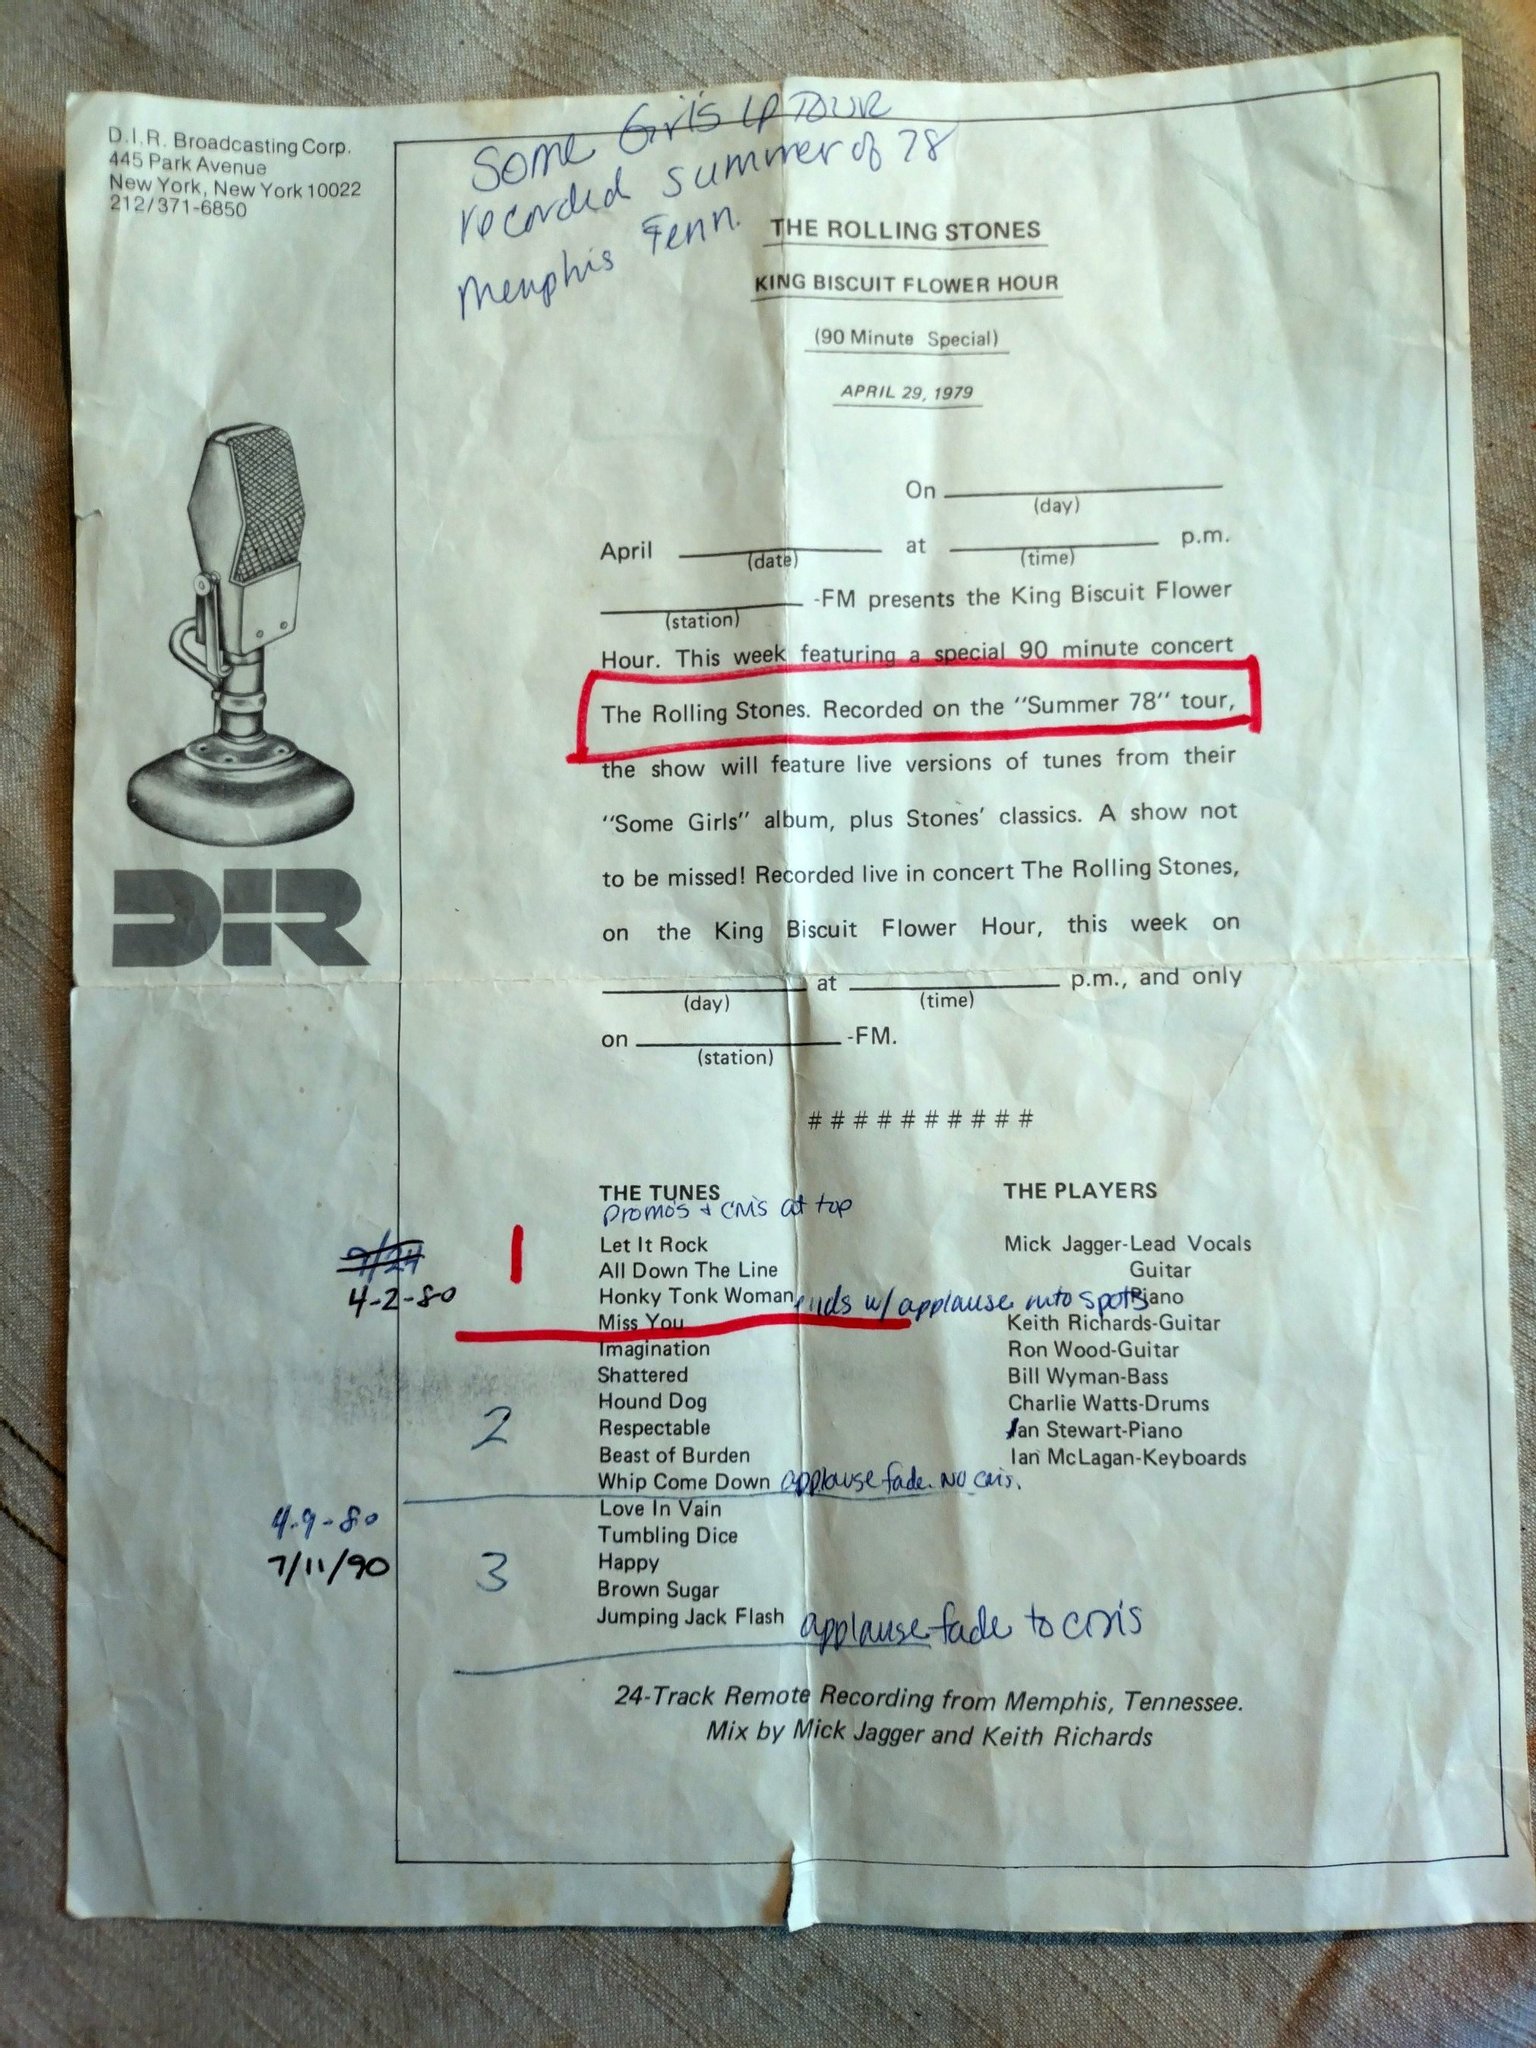 D.I.R. Broadcasting Corp.
445 Park Avenue
New York, New York 10022
212/371-6850
Some Girls LP TOUR
recorded summer of 78
Memphis Tenn.
THE ROLLING STONES
KING BISCUIT FLOWER HOUR
(90 Minute Special)
APRIL 29, 1979
On
(day)
April at p.m.
(date) (time)
-FM presents the King Biscuit Flower
(station)
Hour. This week featuring a special 90 minute concert
The Rolling Stones. Recorded on the "Summer 78" tour,
the show will feature live versions of tunes from their
"Some Girls" album, plus Stones' classics. A show not
to be missed! Recorded live in concert The Rolling Stones,
on the King Biscuit Flower Hour, this week on
at p.m., and only
(day) (time)
on -FM.
(station)
DIR
# # # # # # # # # #
THE TUNES
promos + cms at top
1
4-2-80
Let It Rock
All Down The Line
Honky Tonk Woman ends w/ applause into spots
Miss You
Imagination
Shattered
Hound Dog
2
Respectable
Beast of Burden
Whip Come Down applause fade. NO cms.
4-9-80
7/11/90
Love In Vain
Tumbling Dice
3
Happy
Brown Sugar
Jumping Jack Flash applause fade to cms
THE PLAYERS
Mick Jagger-Lead Vocals
Guitar
Piano
Keith Richards-Guitar
Ron Wood-Guitar
Bill Wyman-Bass
Charlie Watts-Drums
Ian Stewart-Piano
Ian McLagan-Keyboards
24-Track Remote Recording from Memphis, Tennessee.
Mix by Mick Jagger and Keith Richards